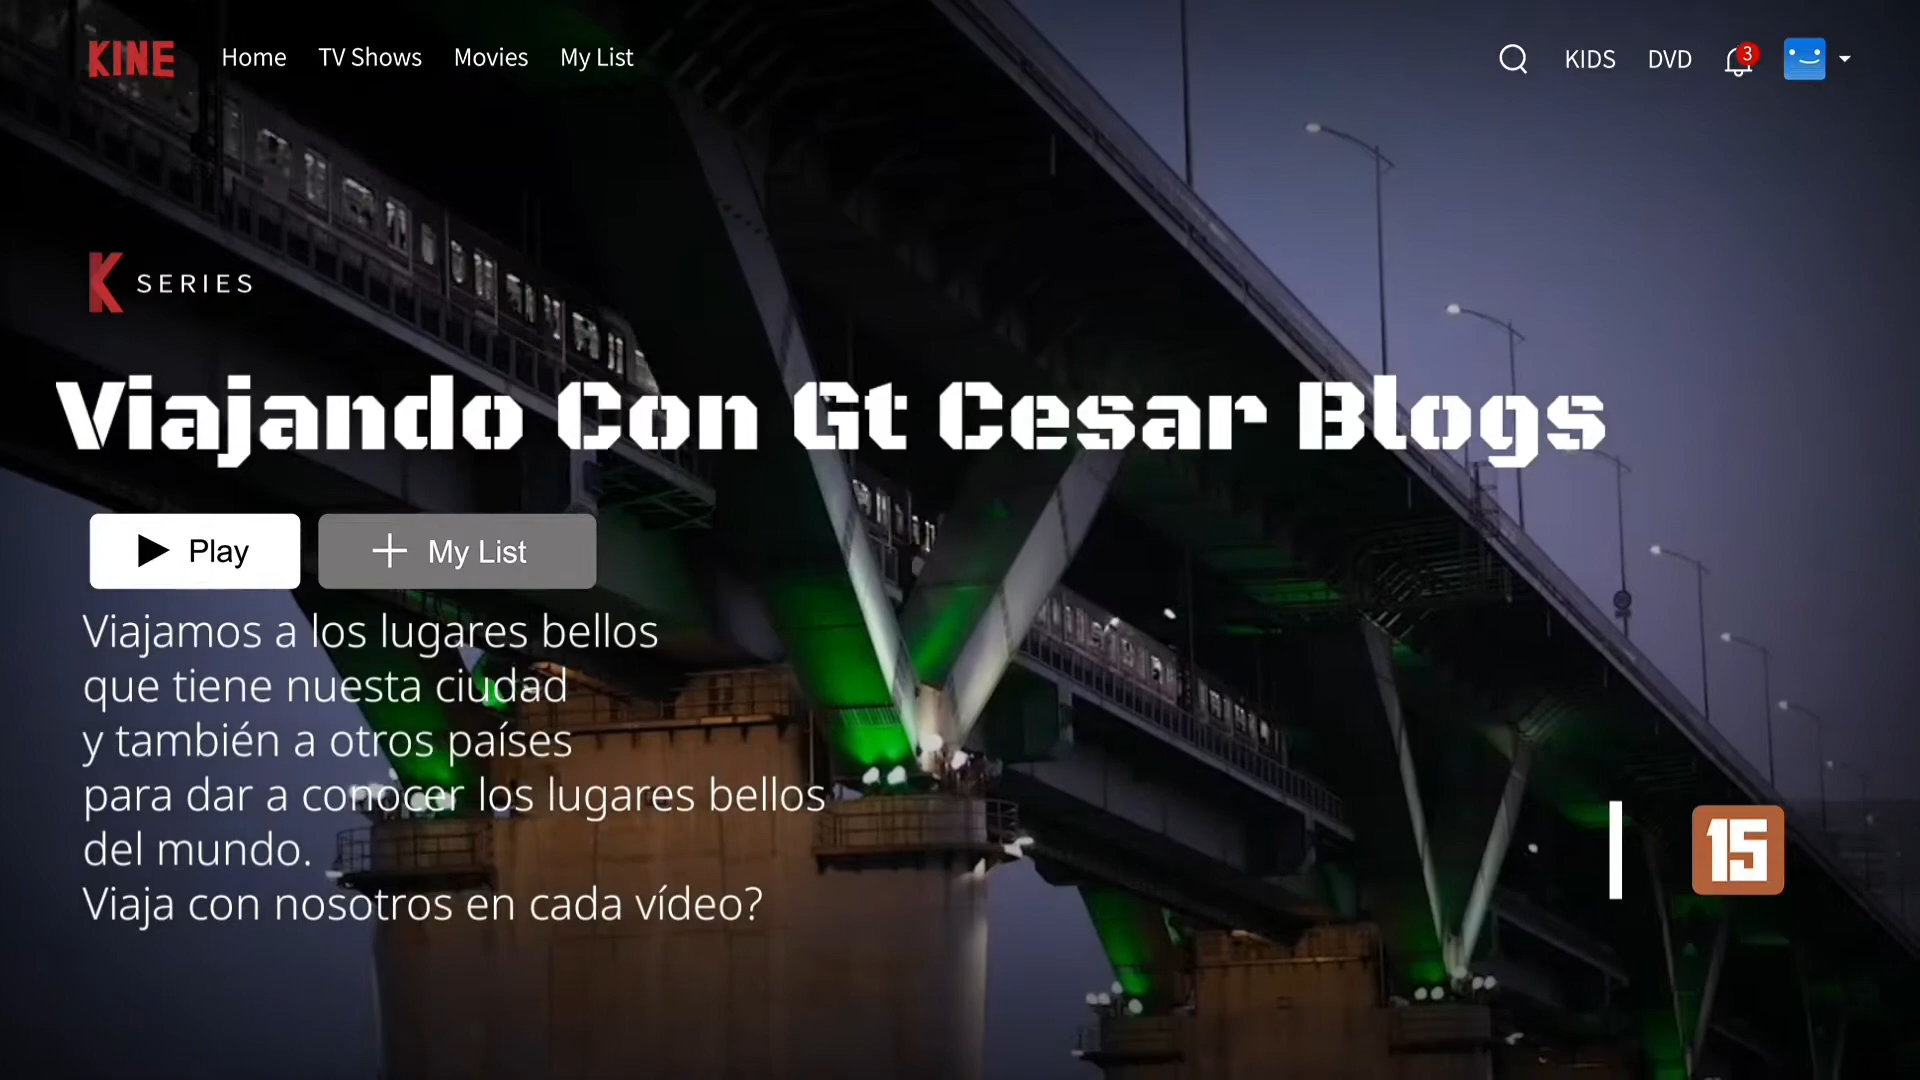 KINE Home TV Shows Movies My List KIDS DVD 3
K SERIES
Viajando Con Gt Cesar Blogs
Play My List
Viajamos a los lugares bellos
que tiene nuesta ciudad
y también a otros países
para dar a conocer los lugares bellos
del mundo.
15
Viaja con nosotros en cada vídeo?